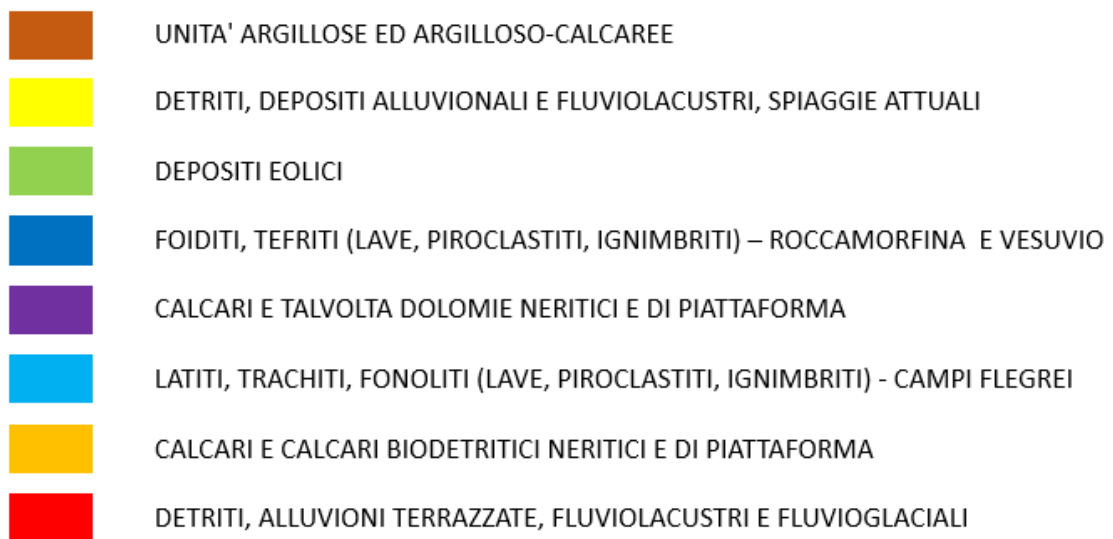 UNITA' ARGILLOSE ED ARGILLOSO-CALCAREE
DETRITI, DEPOSITI ALLUVIONALI E FLUVIOLACUSTRI, SPIAGGIE ATTUALI
DEPOSITI EOLICI
FOIDITI, TEFRITI (LAVE, PIROCLASTITI, IGNIMBRITI) – ROCCAMORFINA E VESUVIO
CALCARI E TALVOLTA DOLOMIE NERITICI E DI PIATTAFORMA
LATITI, TRACHITI, FONOLITI (LAVE, PIROCLASTITI, IGNIMBRITI) - CAMPI FLEGREI
CALCARI E CALCARI BIODETRITICI NERITICI E DI PIATTAFORMA
DETRITI, ALLUVIONI TERRAZZATE, FLUVIOLACUSTRI E FLUVIOGLACIALI